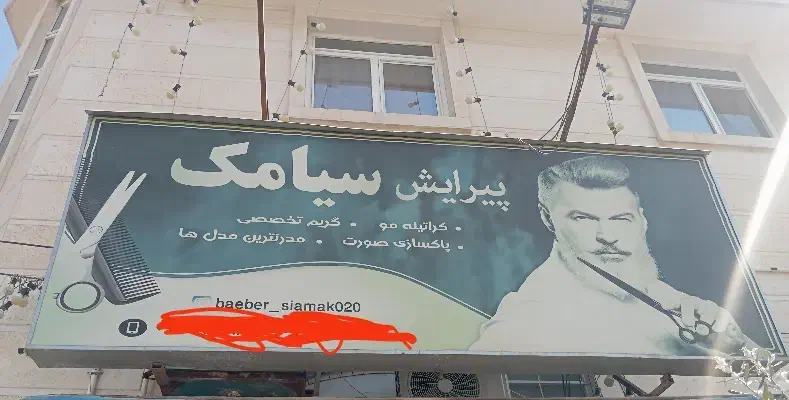 پیرایش سیامک
• کراتینه مو • گریم تخصصی
• پاکسازی صورت • مدرنترین مدل ها
baeber_siamak020